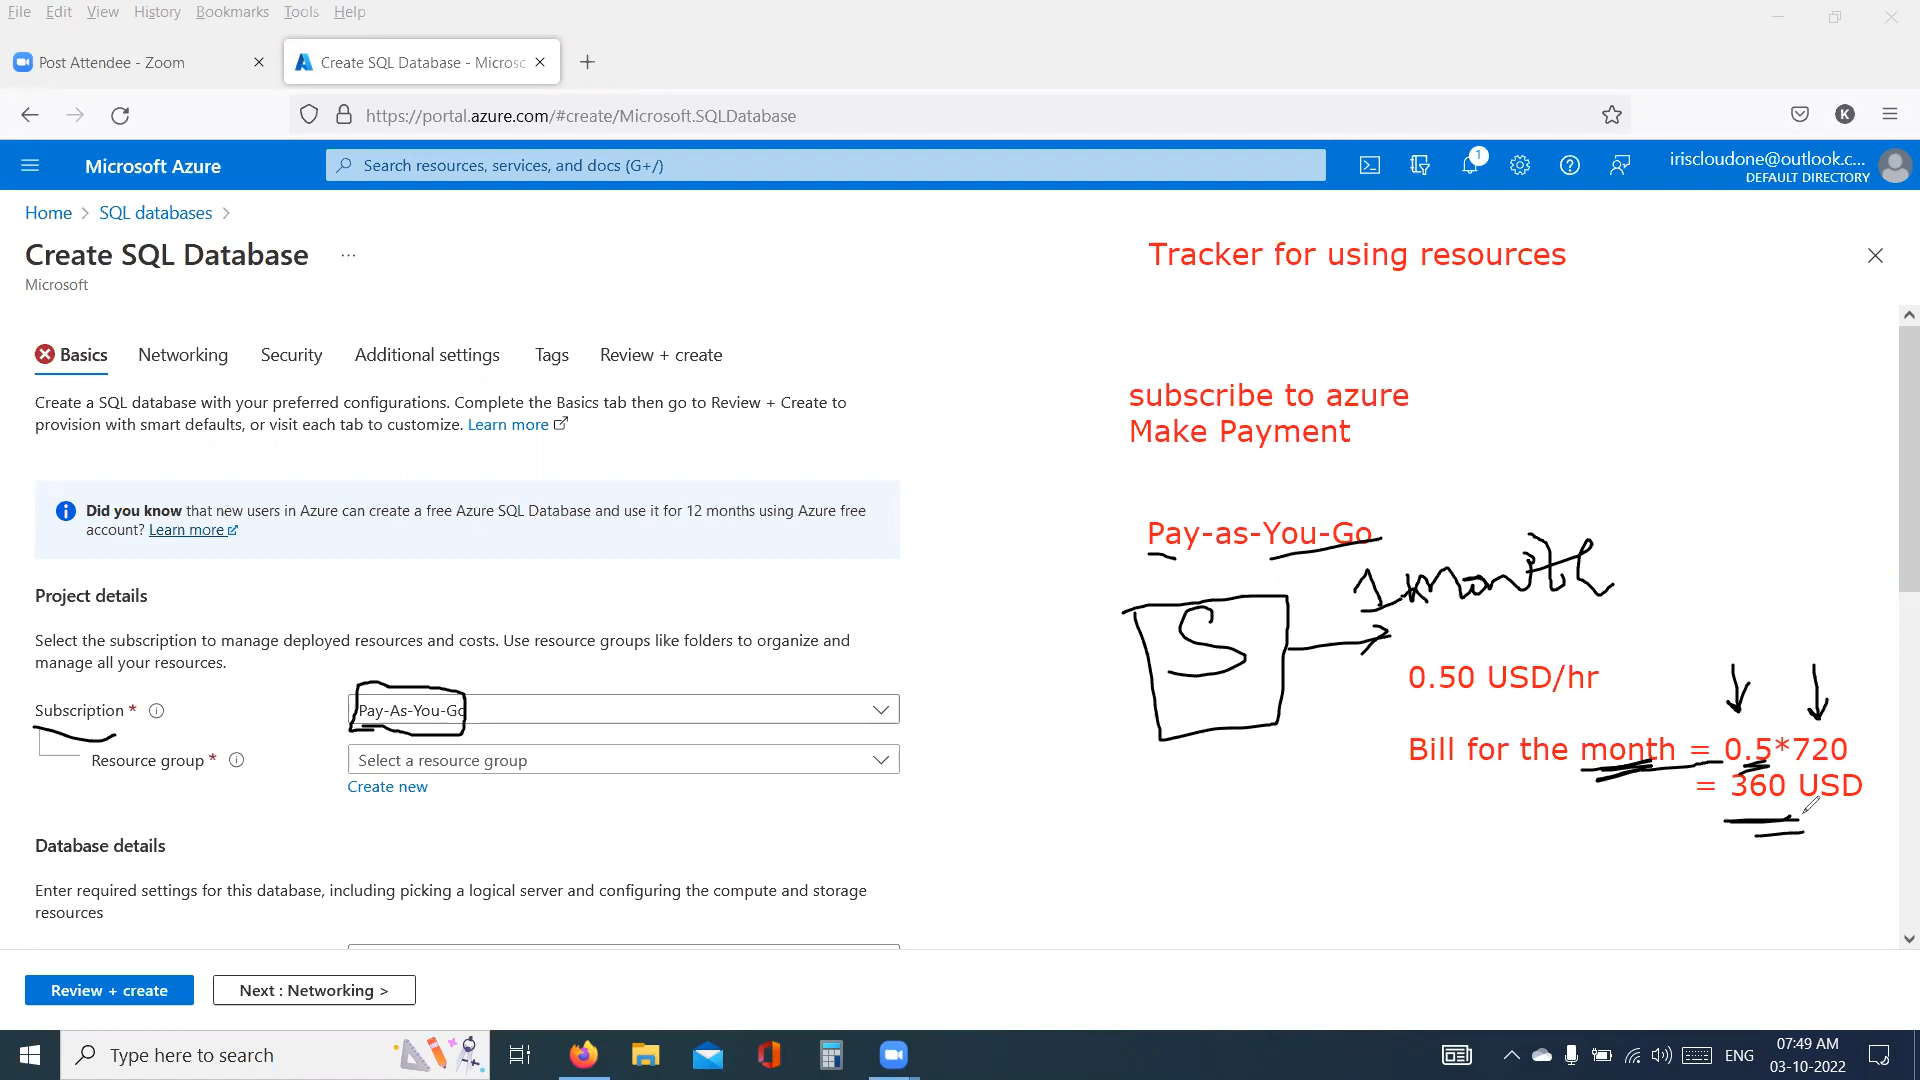 File Edit View History Bookmarks Tools Help
Post Attendee - Zoom
Create SQL Database - Microsc
https://portal.azure.com/#create/Microsoft.SQLDatabase
K
Microsoft Azure
Search resources, services, and docs (G+/)
1
iriscloudone@outlook.c...
DEFAULT DIRECTORY
Home > SQL databases >
Create SQL Database ...
Microsoft
Tracker for using resources
Basics Networking Security Additional settings Tags Review + create
Create a SQL database with your preferred configurations. Complete the Basics tab then go to Review + Create to
provision with smart defaults, or visit each tab to customize. Learn more
subscribe to azure
Make Payment
Did you know that new users in Azure can create a free Azure SQL Database and use it for 12 months using Azure free
account? Learn more
Pay-as-You-Go
1 month
S
Project details
Select the subscription to manage deployed resources and costs. Use resource groups like folders to organize and
manage all your resources.
0.50 USD/hr
Subscription * Pay-As-You-Go
Resource group * Select a resource group
Create new
Bill for the month = 0.5*720
= 360 USD
Database details
Enter required settings for this database, including picking a logical server and configuring the compute and storage
resources
Review + create
Next : Networking >
Type here to search
ENG
07:49 AM
03-10-2022